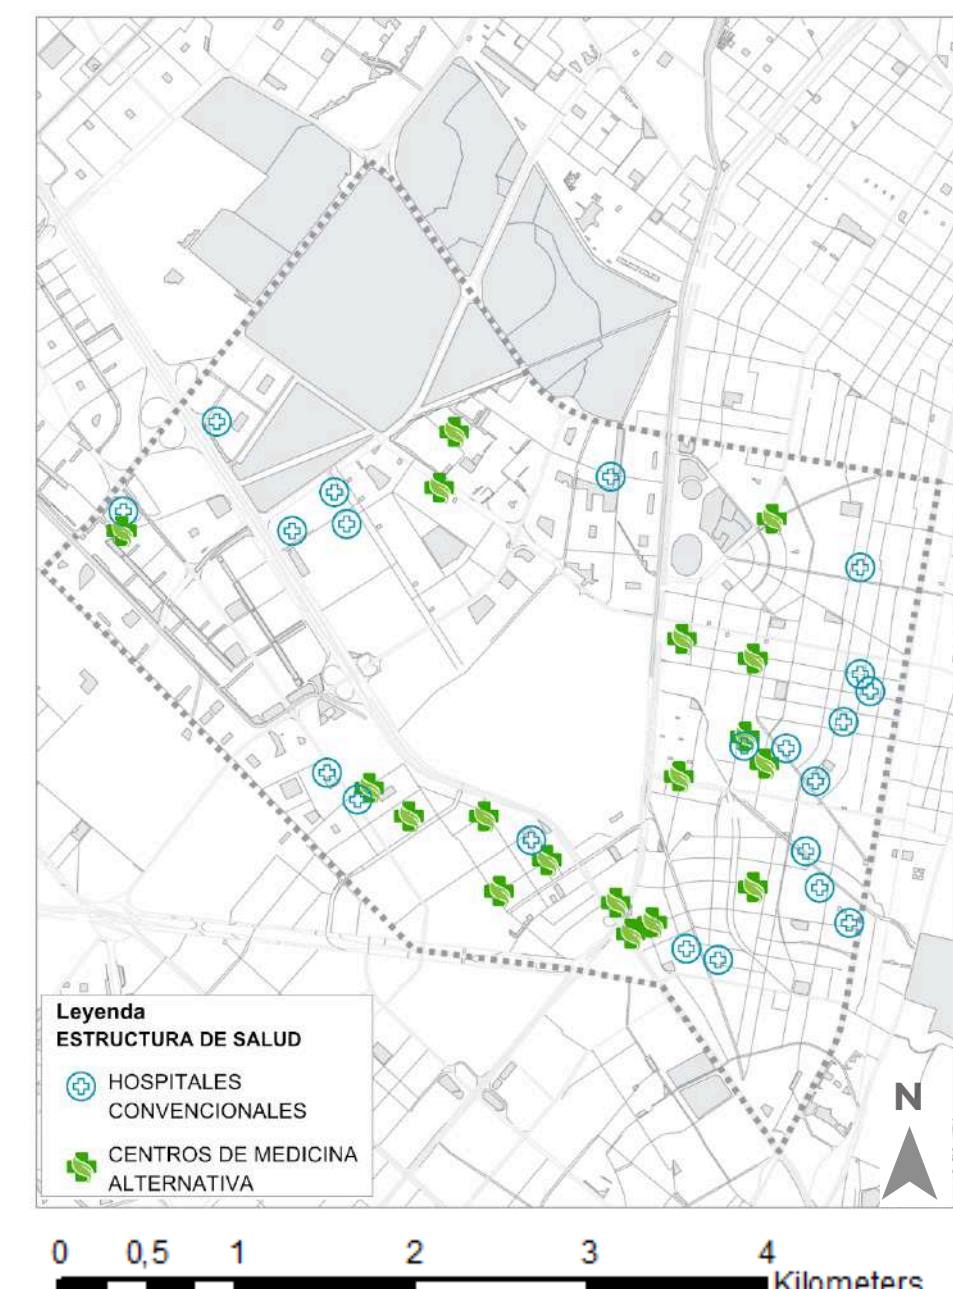 Leyenda
ESTRUCTURA DE SALUD
HOSPITALES
CONVENCIONALES
CENTROS DE MEDICINA
ALTERNATIVA
N
0 0,5 1 2 3 4
Kilometers